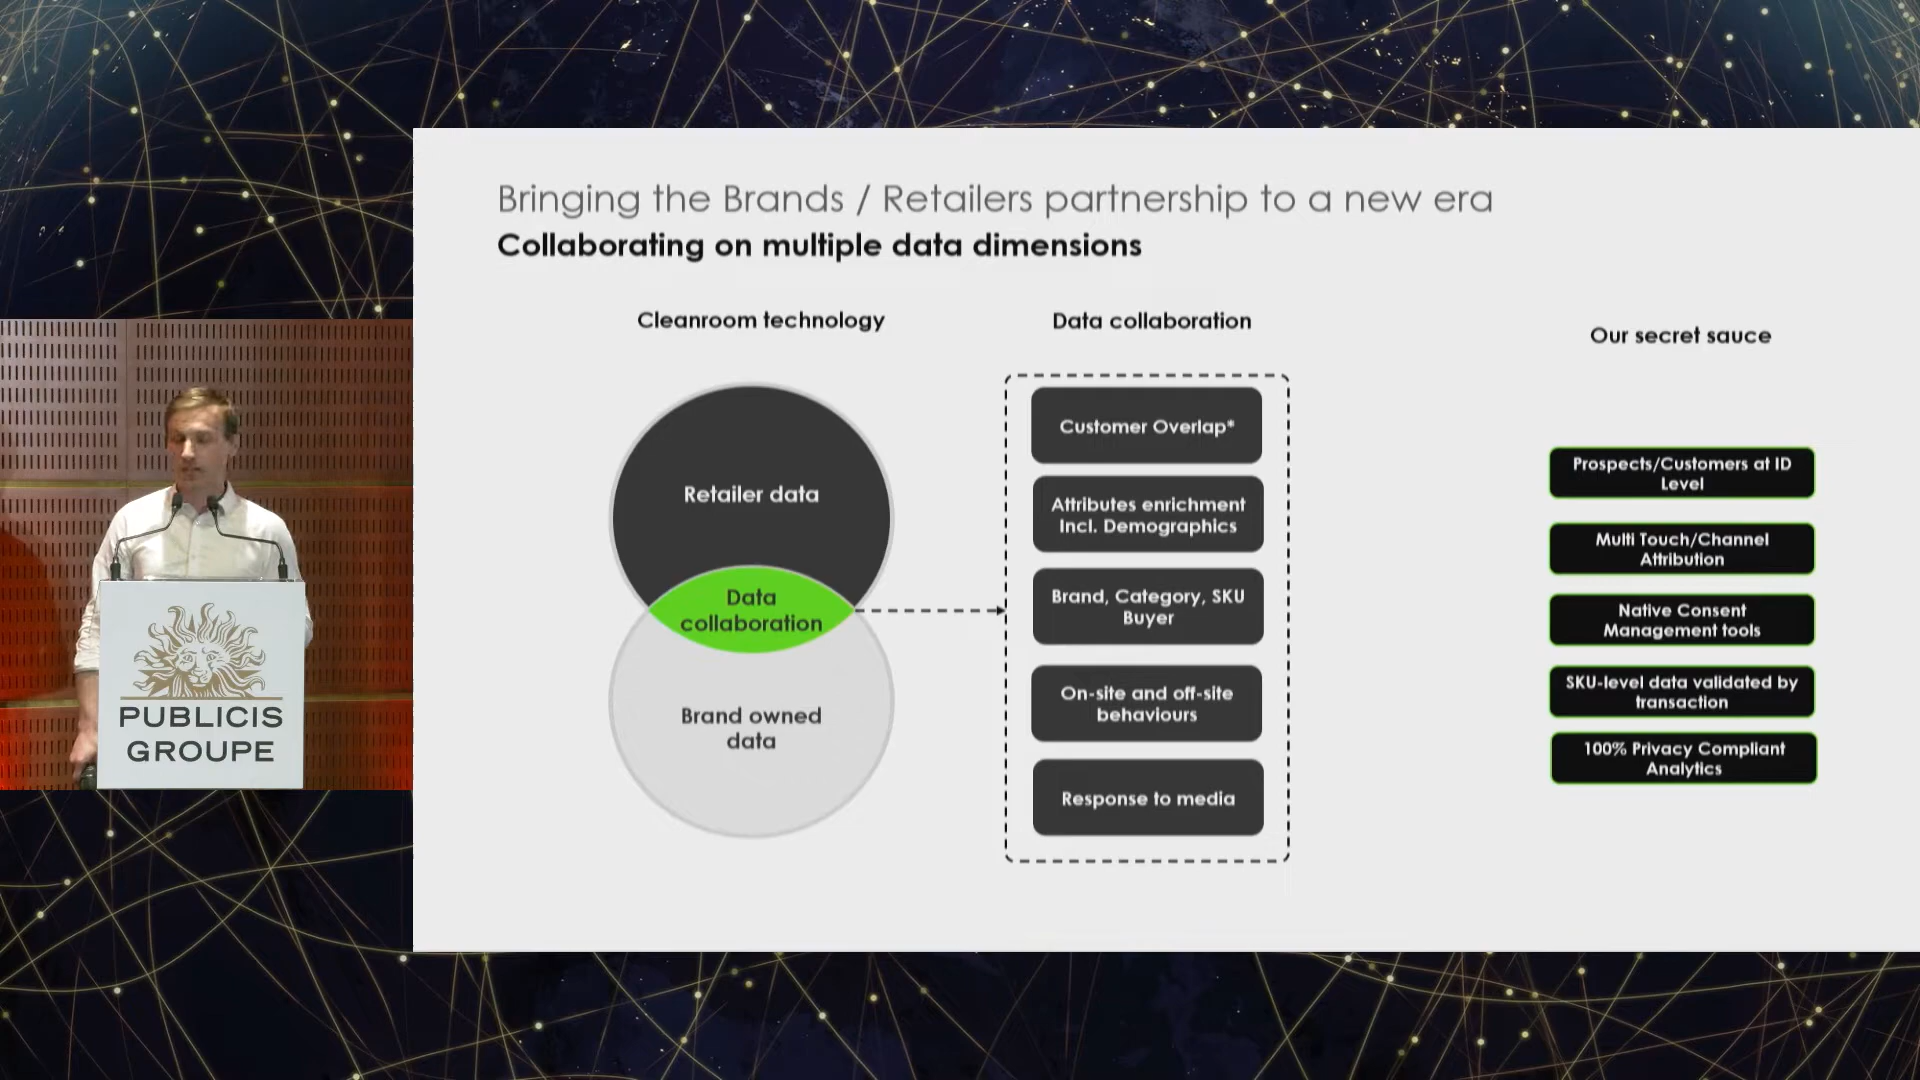 Bringing the Brands / Retailers partnership to a new era
Collaborating on multiple data dimensions
Cleanroom technology
Retailer data
Data
collaboration
Brand owned
data
Data collaboration
Customer Overlap*
Attributes enrichment
Incl. Demographics
Brand, Category, SKU
Buyer
On-site and off-site
behaviours
Response to media
Our secret sauce
Prospects/Customers at ID
Level
Multi Touch/Channel
Attribution
Native Consent
Management tools
SKU-level data validated by
transaction
100% Privacy Compliant
Analytics
PUBLICIS
GROUPE